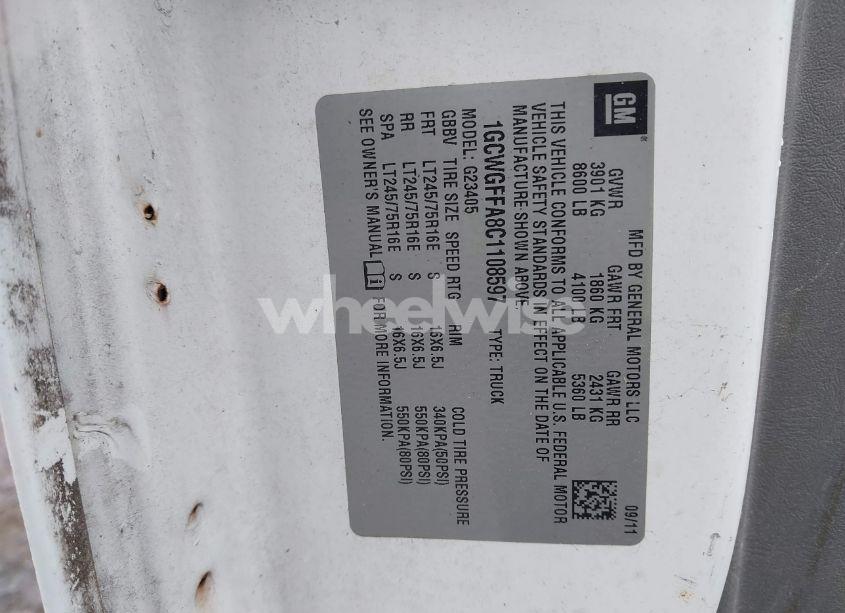 GM ®
MFD BY GENERAL MOTORS LLC 09/11
GVWR GAWR FRT GAWR RR
3901 KG 1860 KG 2431 KG
8600 LB 4100 LB 5360 LB
THIS VEHICLE CONFORMS TO ALL APPLICABLE U.S. FEDERAL MOTOR
VEHICLE SAFETY STANDARDS IN EFFECT ON THE DATE OF
MANUFACTURE SHOWN ABOVE.
1GCWGFFA8C1108597 TYPE: TRUCK
MODEL: G23405
GBBV TIRE SIZE SPEED RTG RIM COLD TIRE PRESSURE
FRT LT245/75R16E S 16X6.5J 340KPA(50PSI)
RR LT245/75R16E S 16X6.5J 550KPA(80PSI)
SPA LT245/75R16E S 16X6.5J 550KPA(80PSI)
SEE OWNER'S MANUAL FOR MORE INFORMATION.
wheelwise